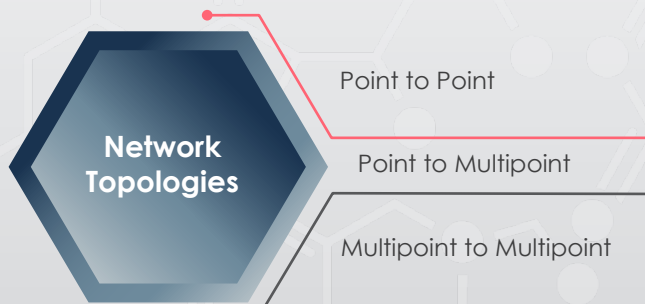 Network
Topologies
Point to Point
Point to Multipoint
Multipoint to Multipoint